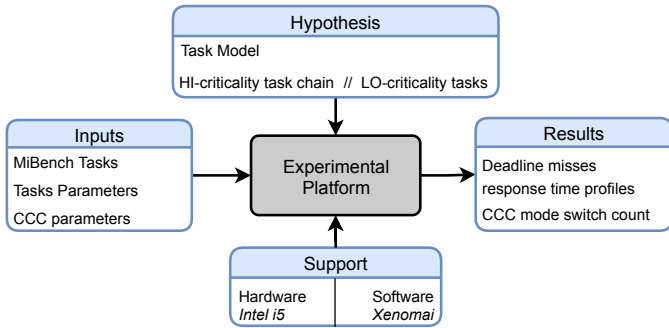 Hypothesis
Task Model
HI-criticality task chain // LO-criticality tasks
Inputs
MiBench Tasks
Tasks Parameters
CCC parameters
Experimental
Platform
Results
Deadline misses
response time profiles
CCC mode switch count
Support
Hardware Software
Intel i5 Xenomai